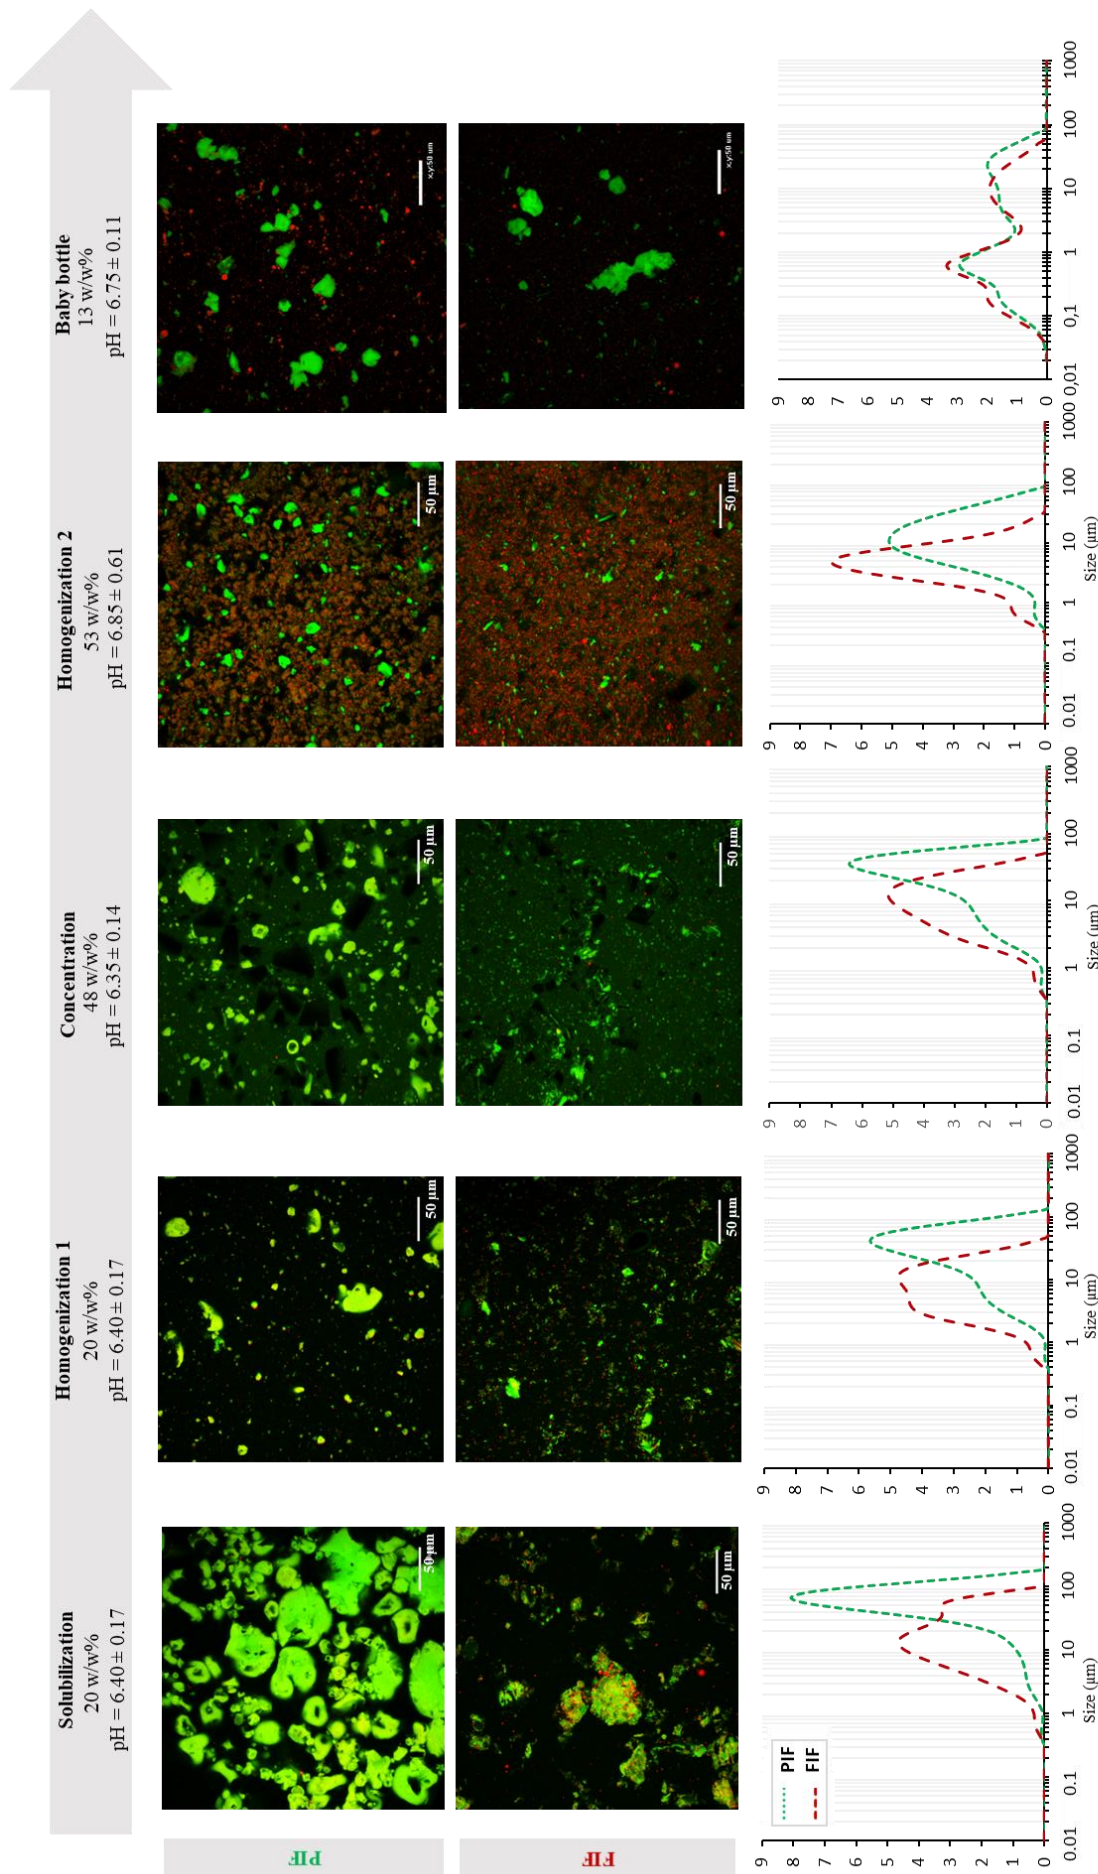 Solubilization
20 w/w%
pH = 6.40 ± 0.17
Homogenization 1
20 w/w%
pH = 6.40 ± 0.17
Concentration
48 w/w%
pH = 6.35 ± 0.14
Homogenization 2
53 w/w%
pH = 6.85 ± 0.61
Baby bottle
13 w/w%
pH = 6.75 ± 0.11
PIF
50 µm
50 µm
50 µm
50 µm
x,y:50 um
FIF
50 µm
50 µm
50 µm
50 µm
x,y:50 um
PIF
FIF
9
8
7
6
5
4
3
2
1
0
0.01
0.1
1
10
100
1000
Size (µm)
9
8
7
6
5
4
3
2
1
0
0.01
0.1
1
10
100
1000
Size (µm)
9
8
7
6
5
4
3
2
1
0
0.01
0.1
1
10
100
1000
Size (µm)
9
8
7
6
5
4
3
2
1
0
0.01
0.1
1
10
100
1000
Size (µm)
9
8
7
6
5
4
3
2
1
0
0,01
0,1
1
10
100
1000